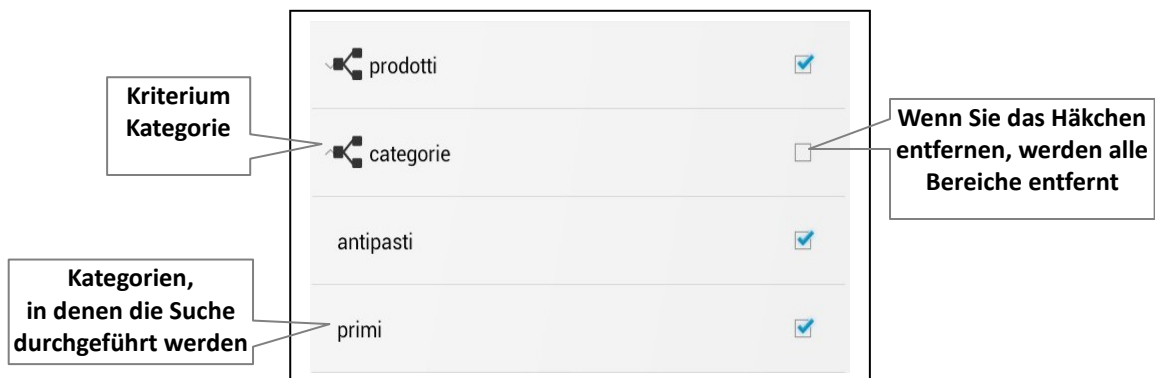 prodotti
Kriterium
Kategorie
categorie
Wenn Sie das Häkchen
entfernen, werden alle
Bereiche entfernt
antipasti
Kategorien,
in denen die Suche
durchgeführt werden
primi